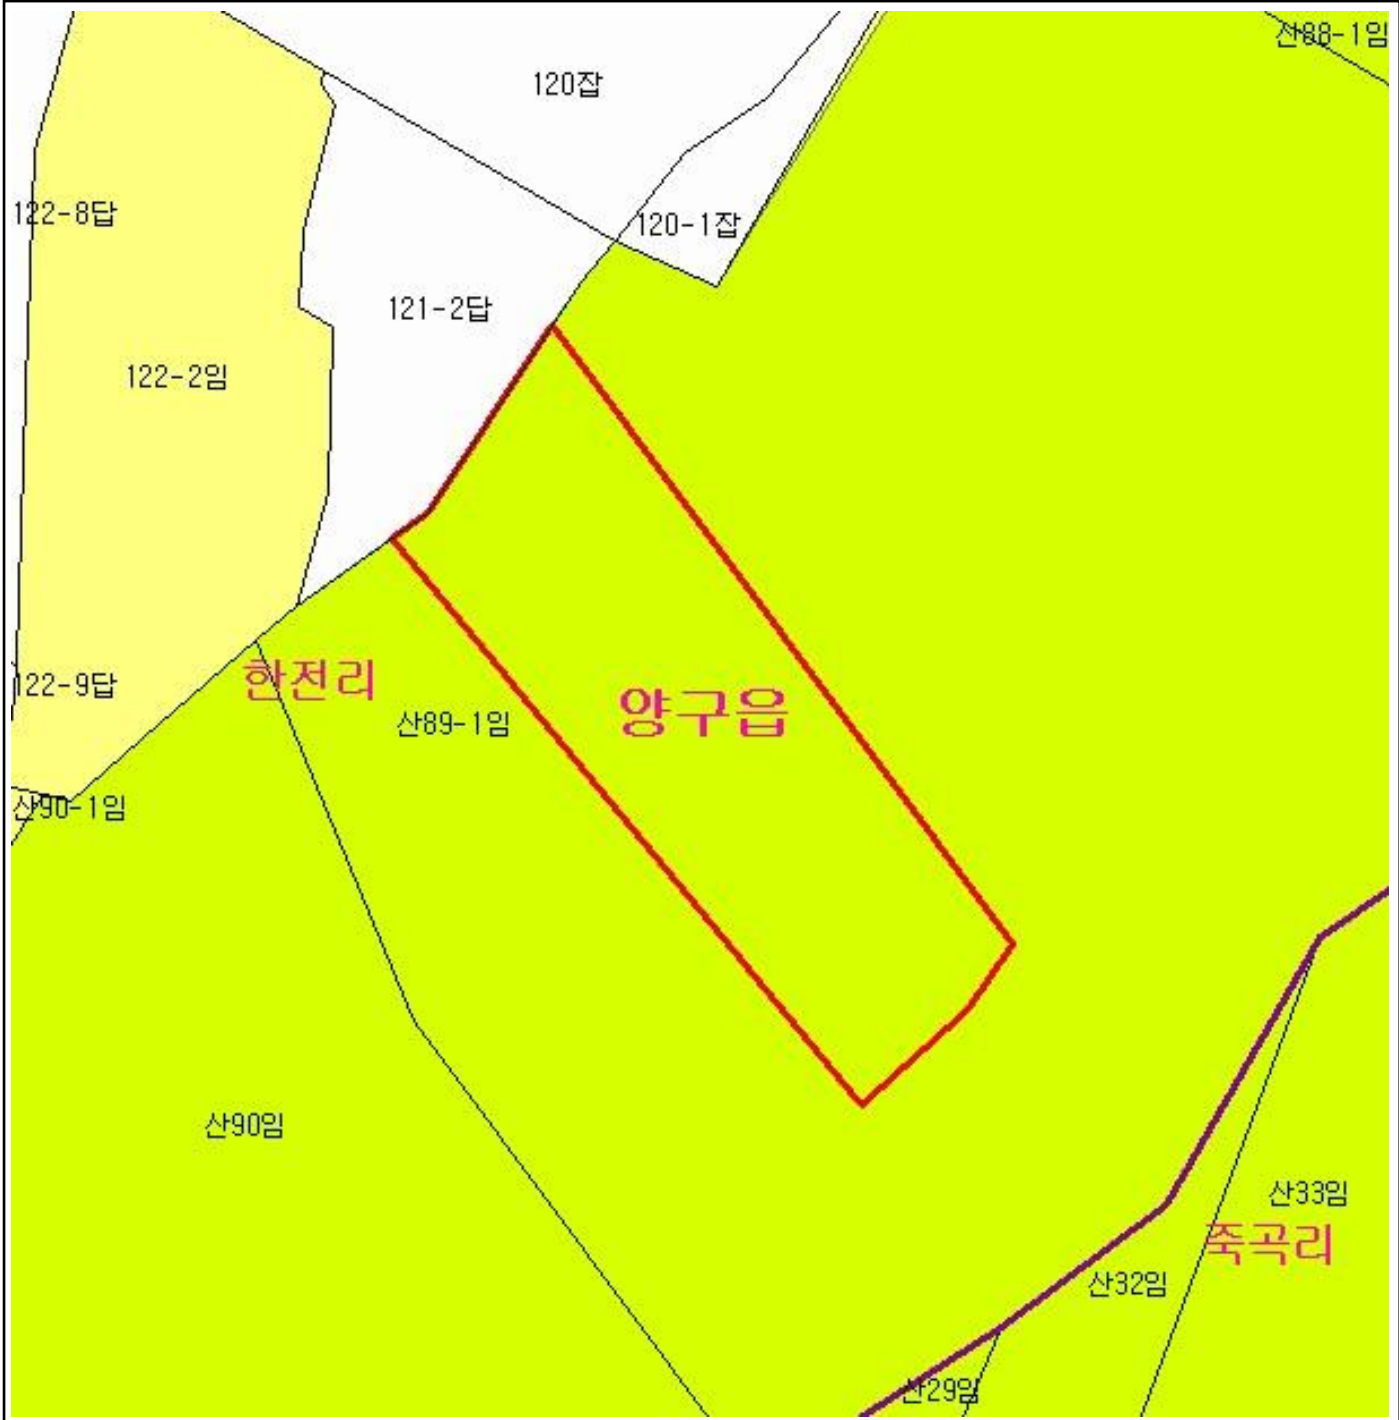 산88-1임
120잡
122-8답
120-1잡
121-2답
122-2임
122-9답
한전리
양구읍
산89-1임
산90-1임
산90임
산33임
죽곡리
산32임
산29임